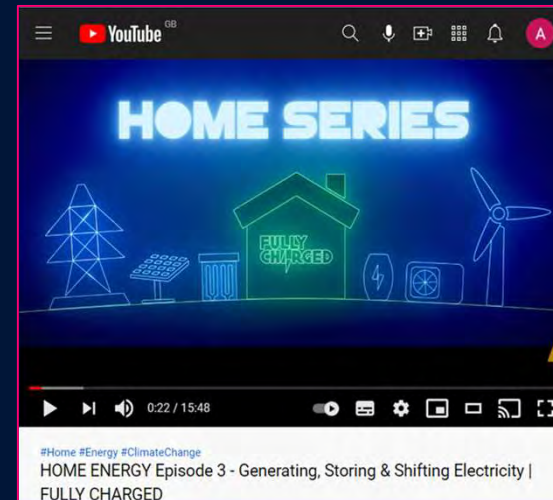 YouTube GB
A
HOME SERIES
FULLY
CHARGED
0:22 / 15:48
#Home #Energy #ClimateChange
HOME ENERGY Episode 3 - Generating, Storing & Shifting Electricity |
FULLY CHARGED